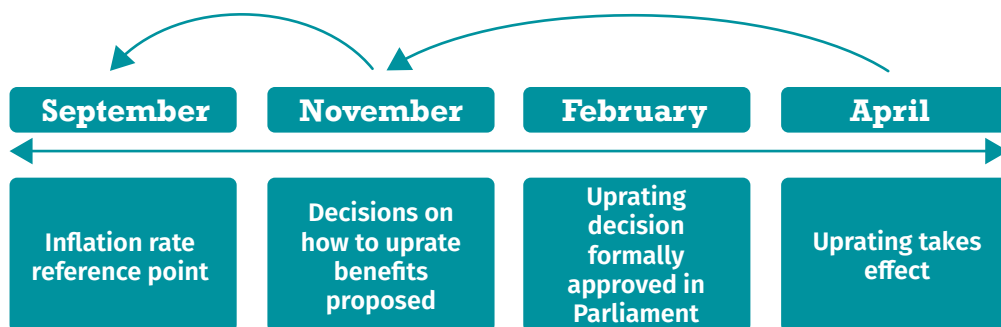 September
November
February
April
Inflation rate
reference point
Decisions on
how to uprate
benefits
proposed
Uprating
decision
formally
approved in
Parliament
Uprating takes
effect